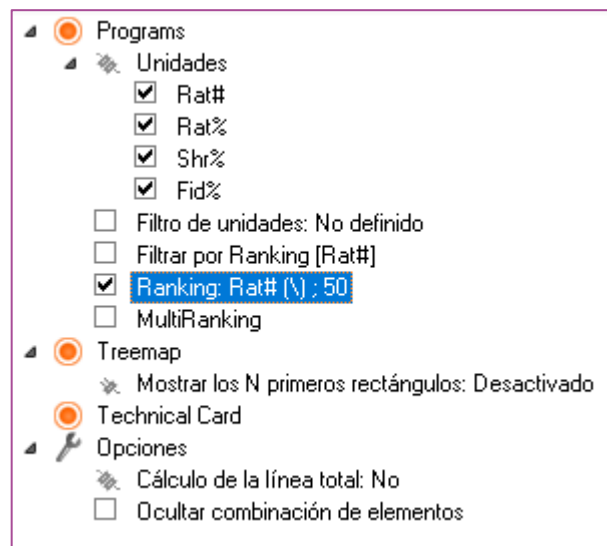 Programs
Unidades
Rat#
Rat%
Shr%
Fid%
Filtro de unidades: No definido
Filtrar por Ranking [Rat#]
Ranking: Rat# (\) ; 50
MultiRanking
Treemap
Mostrar los N primeros rectángulos: Desactivado
Technical Card
Opciones
Cálculo de la línea total: No
Ocultar combinación de elementos